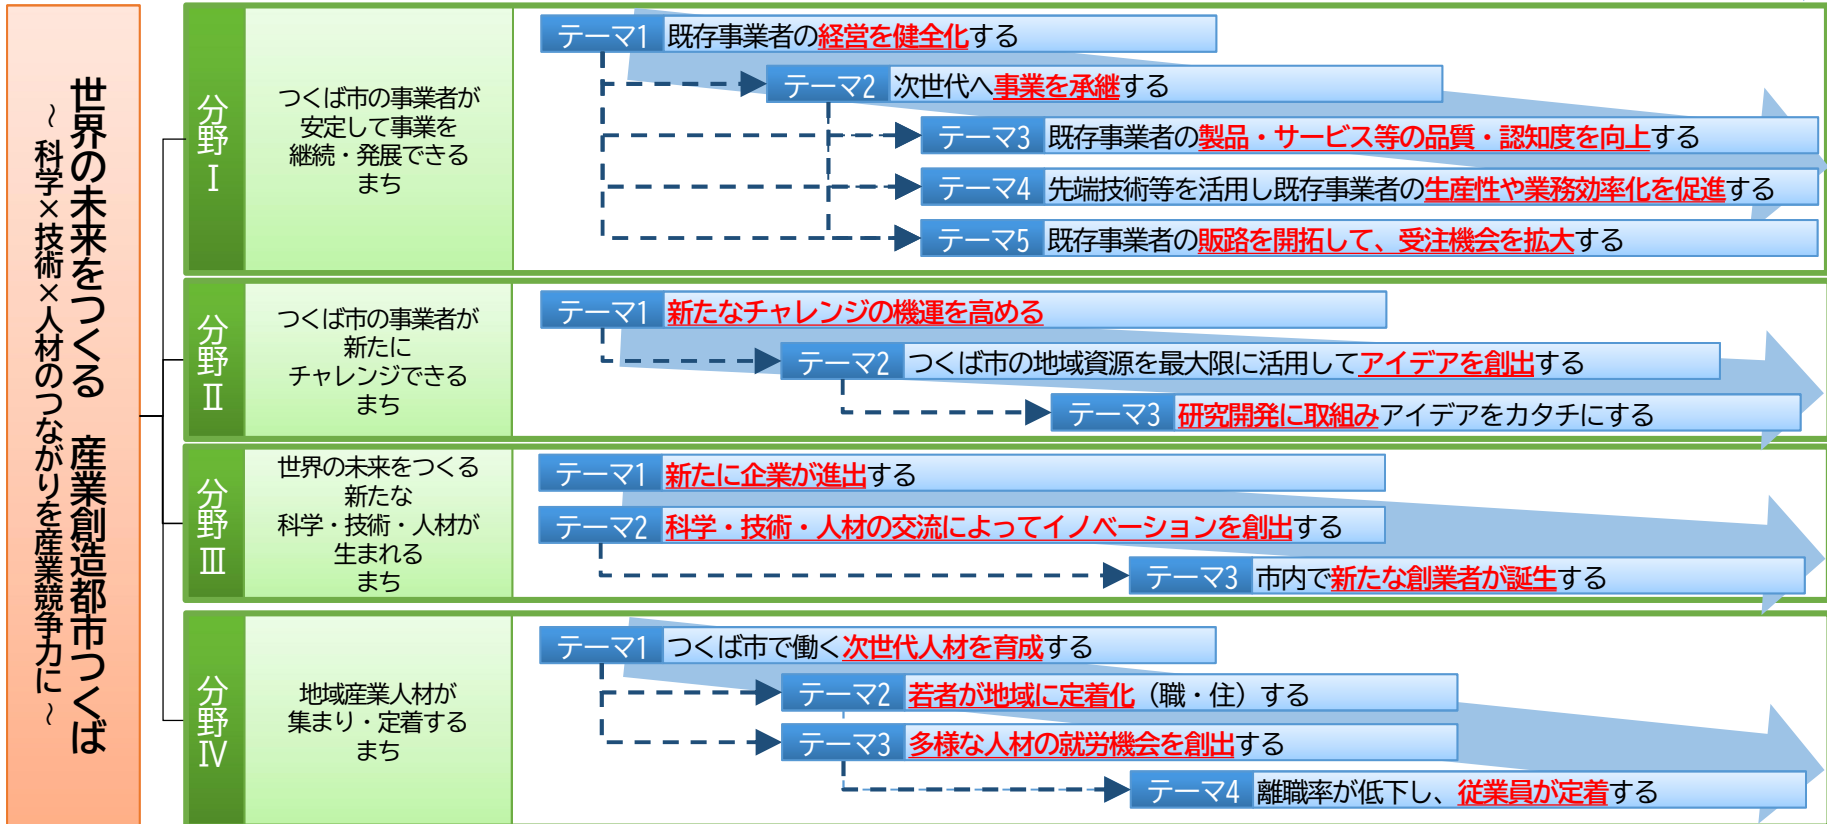 世界の未来をつくる　産業創造都市つくば
~ 科学×技術×人材のつながりを産業競争力に ~
分野Ⅰ
つくば市の事業者が
安定して事業を
継続・発展できる
まち
テーマ1 既存事業者の経営を健全化する
テーマ2 次世代へ事業を承継する
テーマ3 既存事業者の製品・サービス等の品質・認知度を向上する
テーマ4 先端技術等を活用し既存事業者の生産性や業務効率化を促進する
テーマ5 既存事業者の販路を開拓して、受注機会を拡大する
分野Ⅱ
つくば市の事業者が
新たに
チャレンジできる
まち
テーマ1 新たなチャレンジの機運を高める
テーマ2 つくば市の地域資源を最大限に活用してアイデアを創出する
テーマ3 研究開発に取組みアイデアをカタチにする
分野Ⅲ
世界の未来をつくる
新たな
科学・技術・人材が
生まれる
まち
テーマ1 新たに企業が進出する
テーマ2 科学・技術・人材の交流によってイノベーションを創出する
テーマ3 市内で新たな創業者が誕生する
分野Ⅳ
地域産業人材が
集まり・定着する
まち
テーマ1 つくば市で働く次世代人材を育成する
テーマ2 若者が地域に定着化（職・住）する
テーマ3 多様な人材の就労機会を創出する
テーマ4 離職率が低下し、従業員が定着する